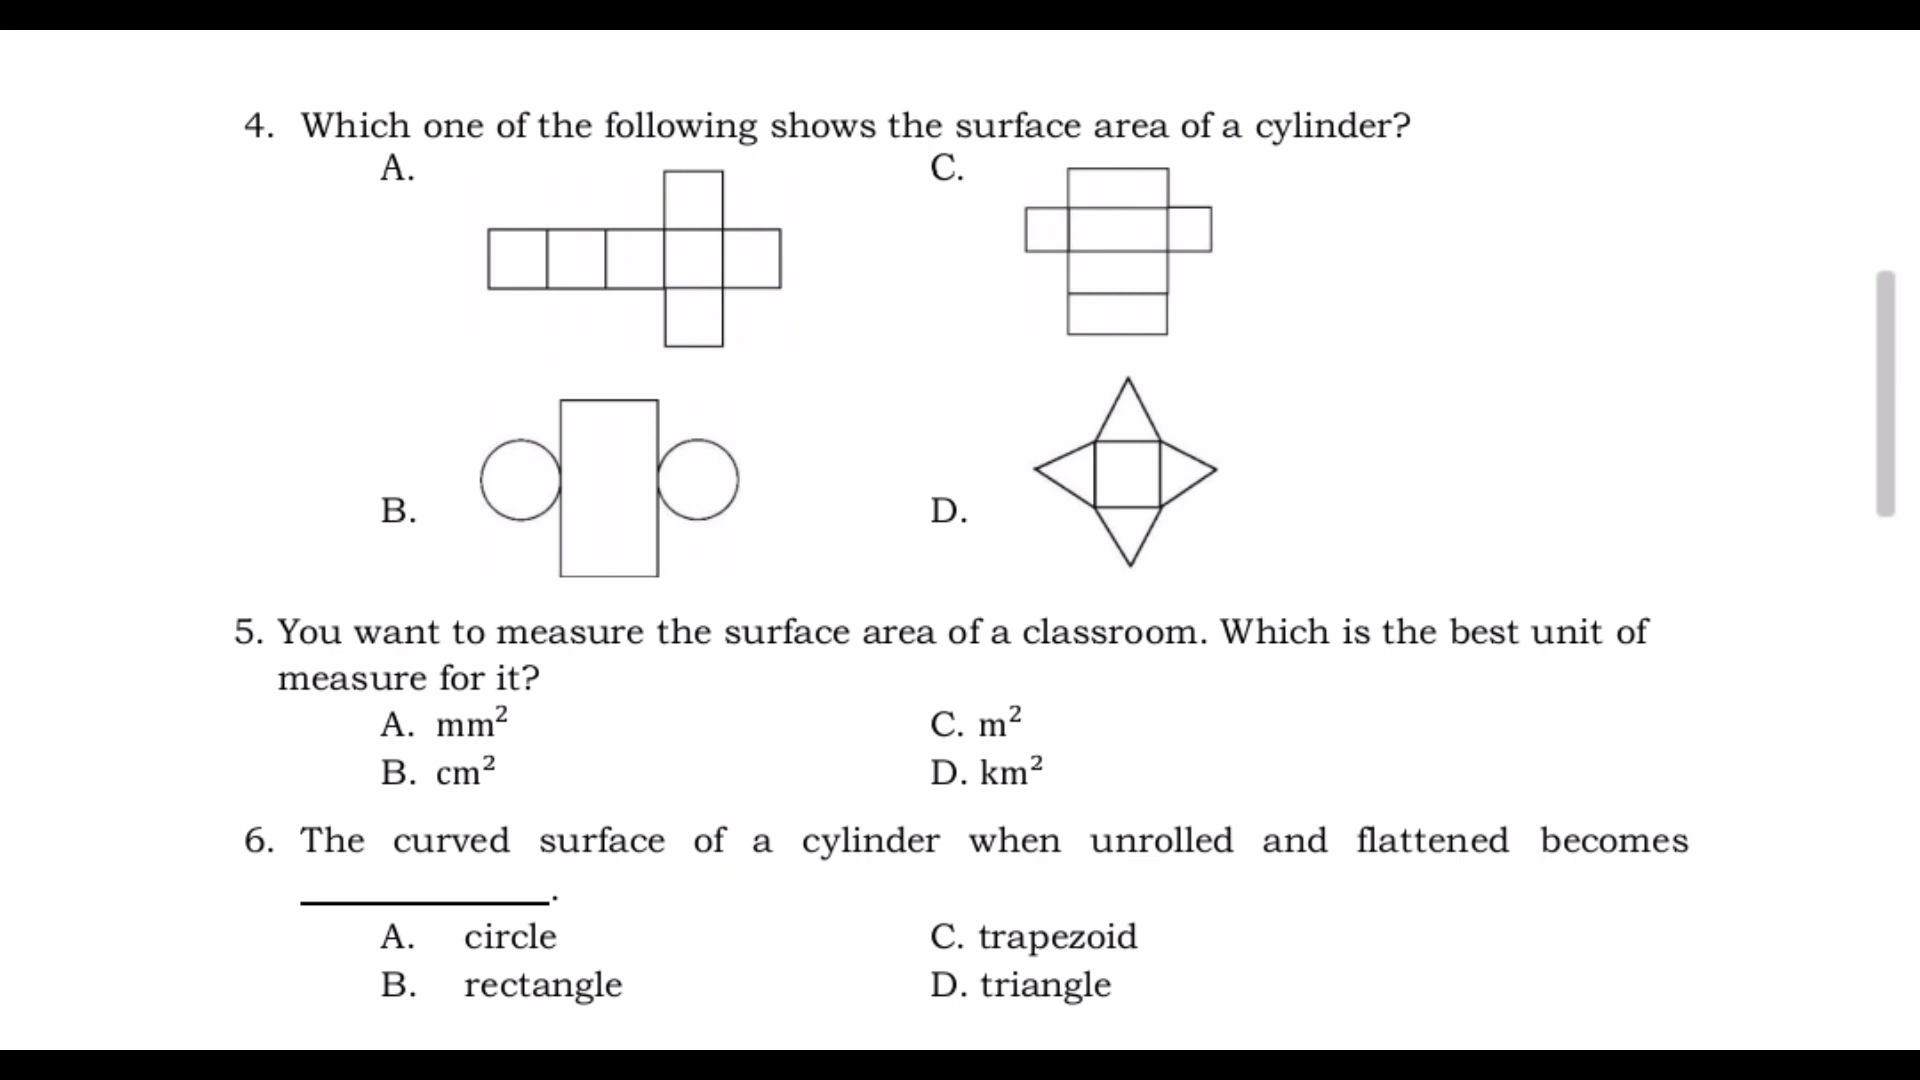 4. Which one of the following shows the surface area of a cylinder?
A.
C.
B.
D.
5. You want to measure the surface area of a classroom. Which is the best unit of
measure for it?
A. mm²
C. m²
B. cm²
D. km²
6. The curved surface of a cylinder when unrolled and flattened becomes
____________.
A. circle
C. trapezoid
B. rectangle
D. triangle